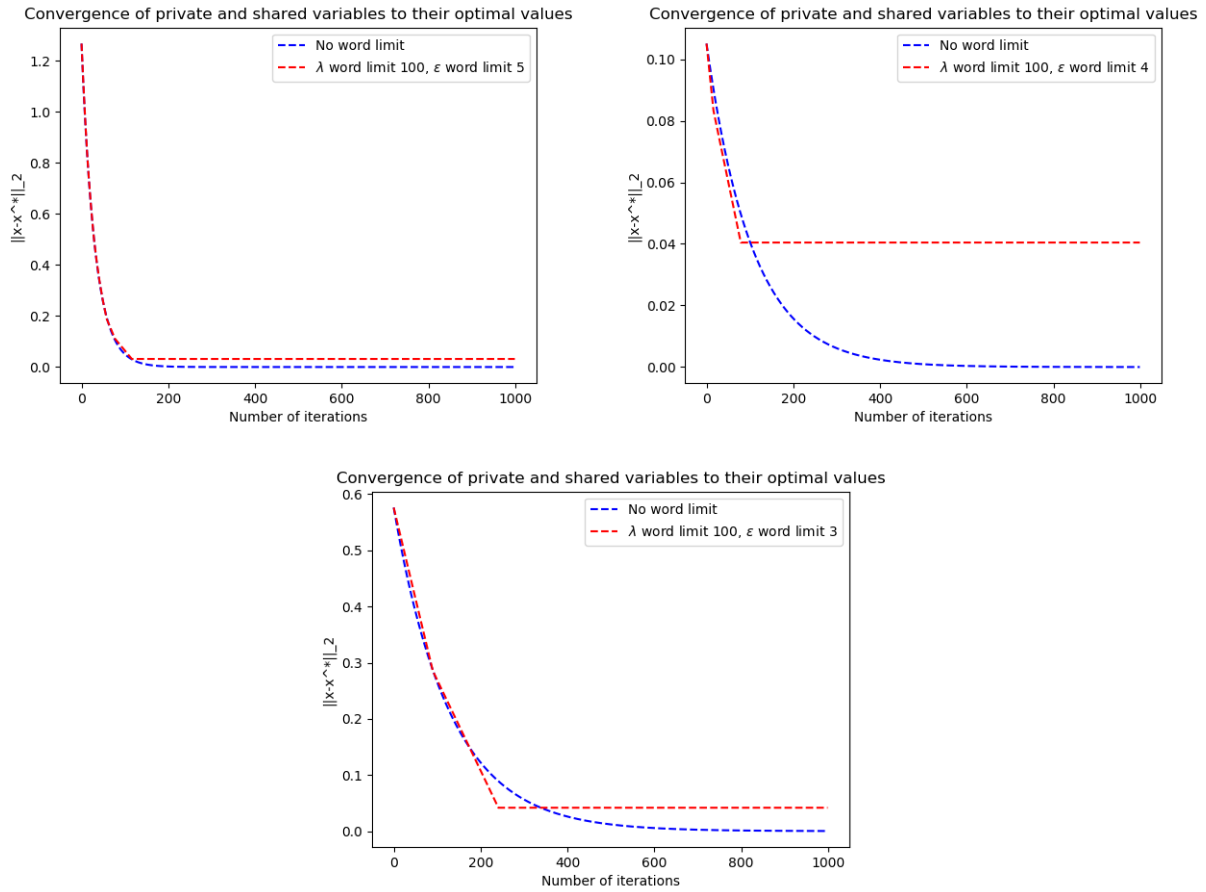 Convergence of private and shared variables to their optimal values
No word limit
λ word limit 100, ε word limit 5
1.2
1.0
0.8
0.6
0.4
0.2
0.0
||x-x^*||_2
0 200 400 600 800 1000
Number of iterations
Convergence of private and shared variables to their optimal values
No word limit
λ word limit 100, ε word limit 4
0.10
0.08
0.06
0.04
0.02
0.00
||x-x^*||_2
0 200 400 600 800 1000
Number of iterations
Convergence of private and shared variables to their optimal values
No word limit
λ word limit 100, ε word limit 3
0.6
0.5
0.4
0.3
0.2
0.1
0.0
||x-x^*||_2
0 200 400 600 800 1000
Number of iterations